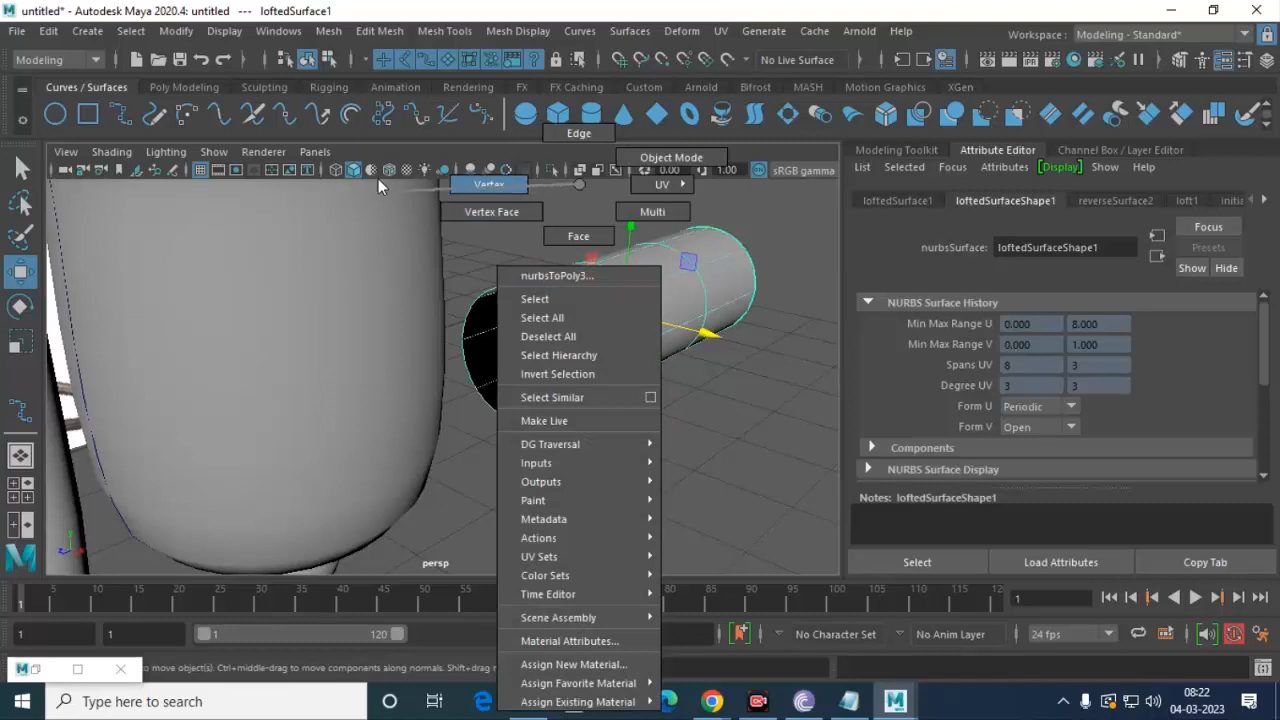 untitled* - Autodesk Maya 2020.4: untitled --- loftedSurface1
File Edit Create Select Modify Display Windows Mesh Edit Mesh Mesh Tools Mesh Display Curves Surfaces Deform UV Generate Cache Arnold Help
Workspace : Modeling - Standard*
Modeling
No Live Surface
Curves / Surfaces Poly Modeling Sculpting Rigging Animation Rendering FX FX Caching Custom Arnold Bifrost MASH Motion Graphics XGen
Edge
View Shading Lighting Show Renderer Panels
Object Mode
0.00 1.00 sRGB gamma
Vertex
UV
Vertex Face
Multi
Face
nurbsToPoly3...
Select
Select All
Deselect All
Select Hierarchy
Invert Selection
Select Similar
Make Live
DG Traversal
Inputs
Outputs
Paint
Metadata
Actions
UV Sets
Color Sets
Time Editor
Scene Assembly
Material Attributes...
Assign New Material...
Assign Favorite Material
Assign Existing Material
persp
Modeling Toolkit Attribute Editor Channel Box / Layer Editor
List Selected Focus Attributes Display Show Help
loftedSurface1 loftedSurfaceShape1 reverseSurface2 loft1 initia
nurbsSurface: loftedSurfaceShape1
Focus
Presets
Show Hide
NURBS Surface History
Min Max Range U 0.000 8.000
Min Max Range V 0.000 1.000
Spans UV 8 3
Degree UV 3 3
Form U Periodic
Form V Open
Components
NURBS Surface Display
Notes: loftedSurfaceShape1
Select Load Attributes Copy Tab
5 10 15 20 25 30 35 40 45 50 55
1
1 1 1 120
No Character Set No Anim Layer 24 fps
to move object(s). Ctrl+middle-drag to move components along normals. Shift+drag
Type here to search
08:22
04-03-2023